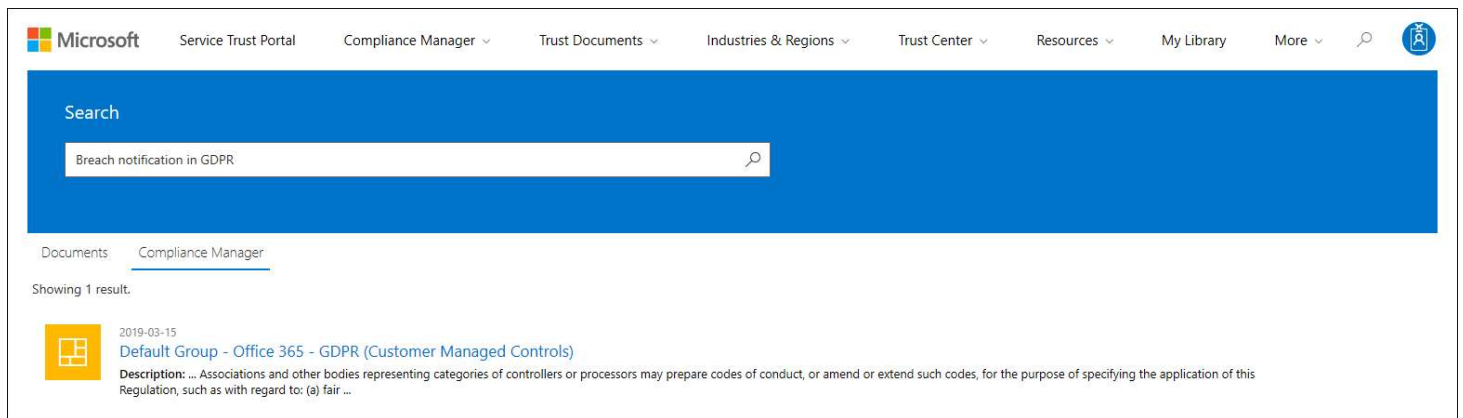 Microsoft Service Trust Portal Compliance Manager Trust Documents Industries & Regions Trust Center Resources My Library More
Search
Breach notification in GDPR
Documents Compliance Manager
Showing 1 result.
2019-03-15
Default Group - Office 365 - GDPR (Customer Managed Controls)
Description: ... Associations and other bodies representing categories of controllers or processors may prepare codes of conduct, or amend or extend such codes, for the purpose of specifying the application of this
Regulation, such as with regard to: (a) fair ...